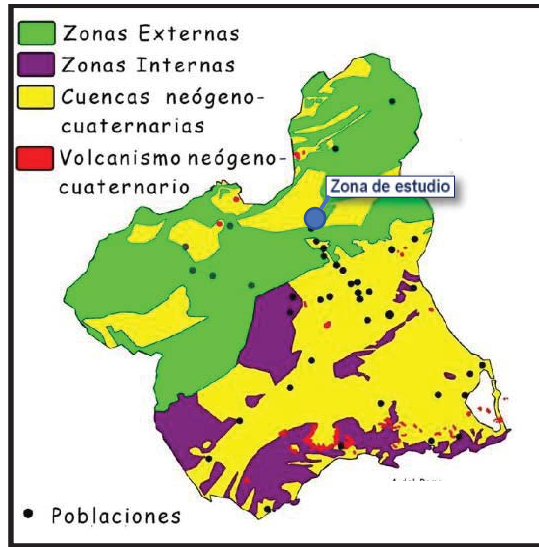 Zonas Externas
Zonas Internas
Cuencas neógeno-
cuaternarias
Volcanismo neógeno-
cuaternario
Zona de estudio
Poblaciones